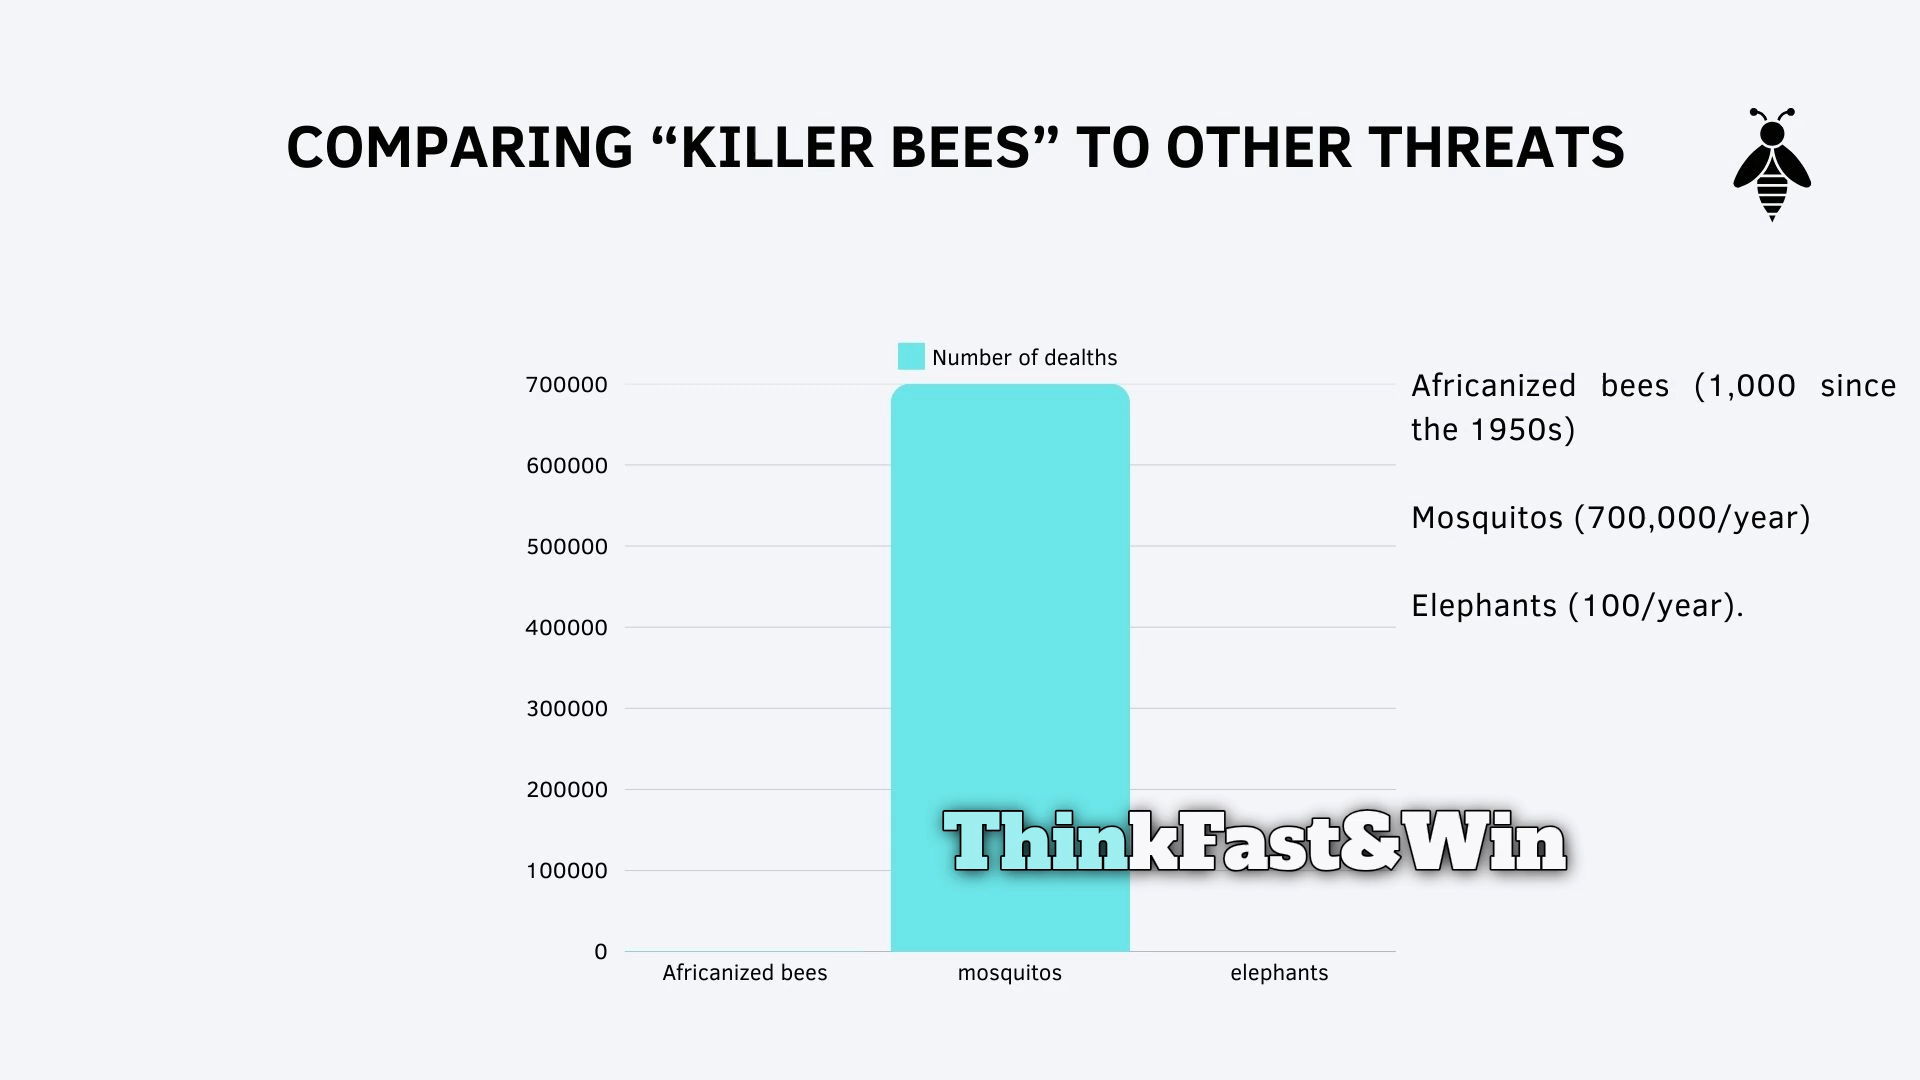 COMPARING “KILLER BEES” TO OTHER THREATS
Number of dealths
700000
600000
500000
400000
300000
200000
100000
0
Africanized bees
mosquitos
elephants
Africanized bees (1,000 since
the 1950s)
Mosquitos (700,000/year)
Elephants (100/year).
ThinkFast&Win